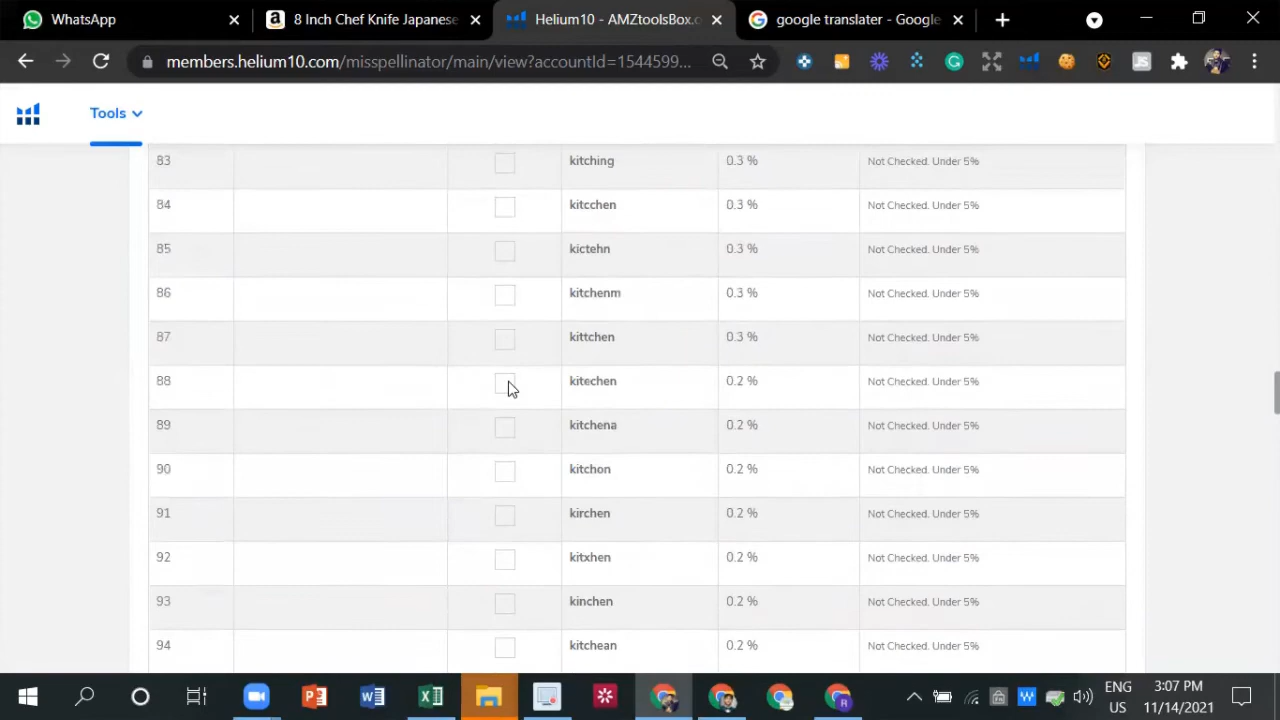 WhatsApp
8 Inch Chef Knife Japanese
Helium10 - AMZtoolsBox.c
google translater - Google
members.helium10.com/misspellinator/main/view?accountId=1544599...
JS
Tools
83 kitching 0.3 % Not Checked. Under 5%
84 kitcchen 0.3 % Not Checked. Under 5%
85 kictehn 0.3 % Not Checked. Under 5%
86 kitchenm 0.3 % Not Checked. Under 5%
87 kittchen 0.3 % Not Checked. Under 5%
88 kitechen 0.2 % Not Checked. Under 5%
89 kitchena 0.2 % Not Checked. Under 5%
90 kitchon 0.2 % Not Checked. Under 5%
91 kirchen 0.2 % Not Checked. Under 5%
92 kitxhen 0.2 % Not Checked. Under 5%
93 kinchen 0.2 % Not Checked. Under 5%
94 kitchean 0.2 % Not Checked. Under 5%
ENG 3:07 PM
US 11/14/2021